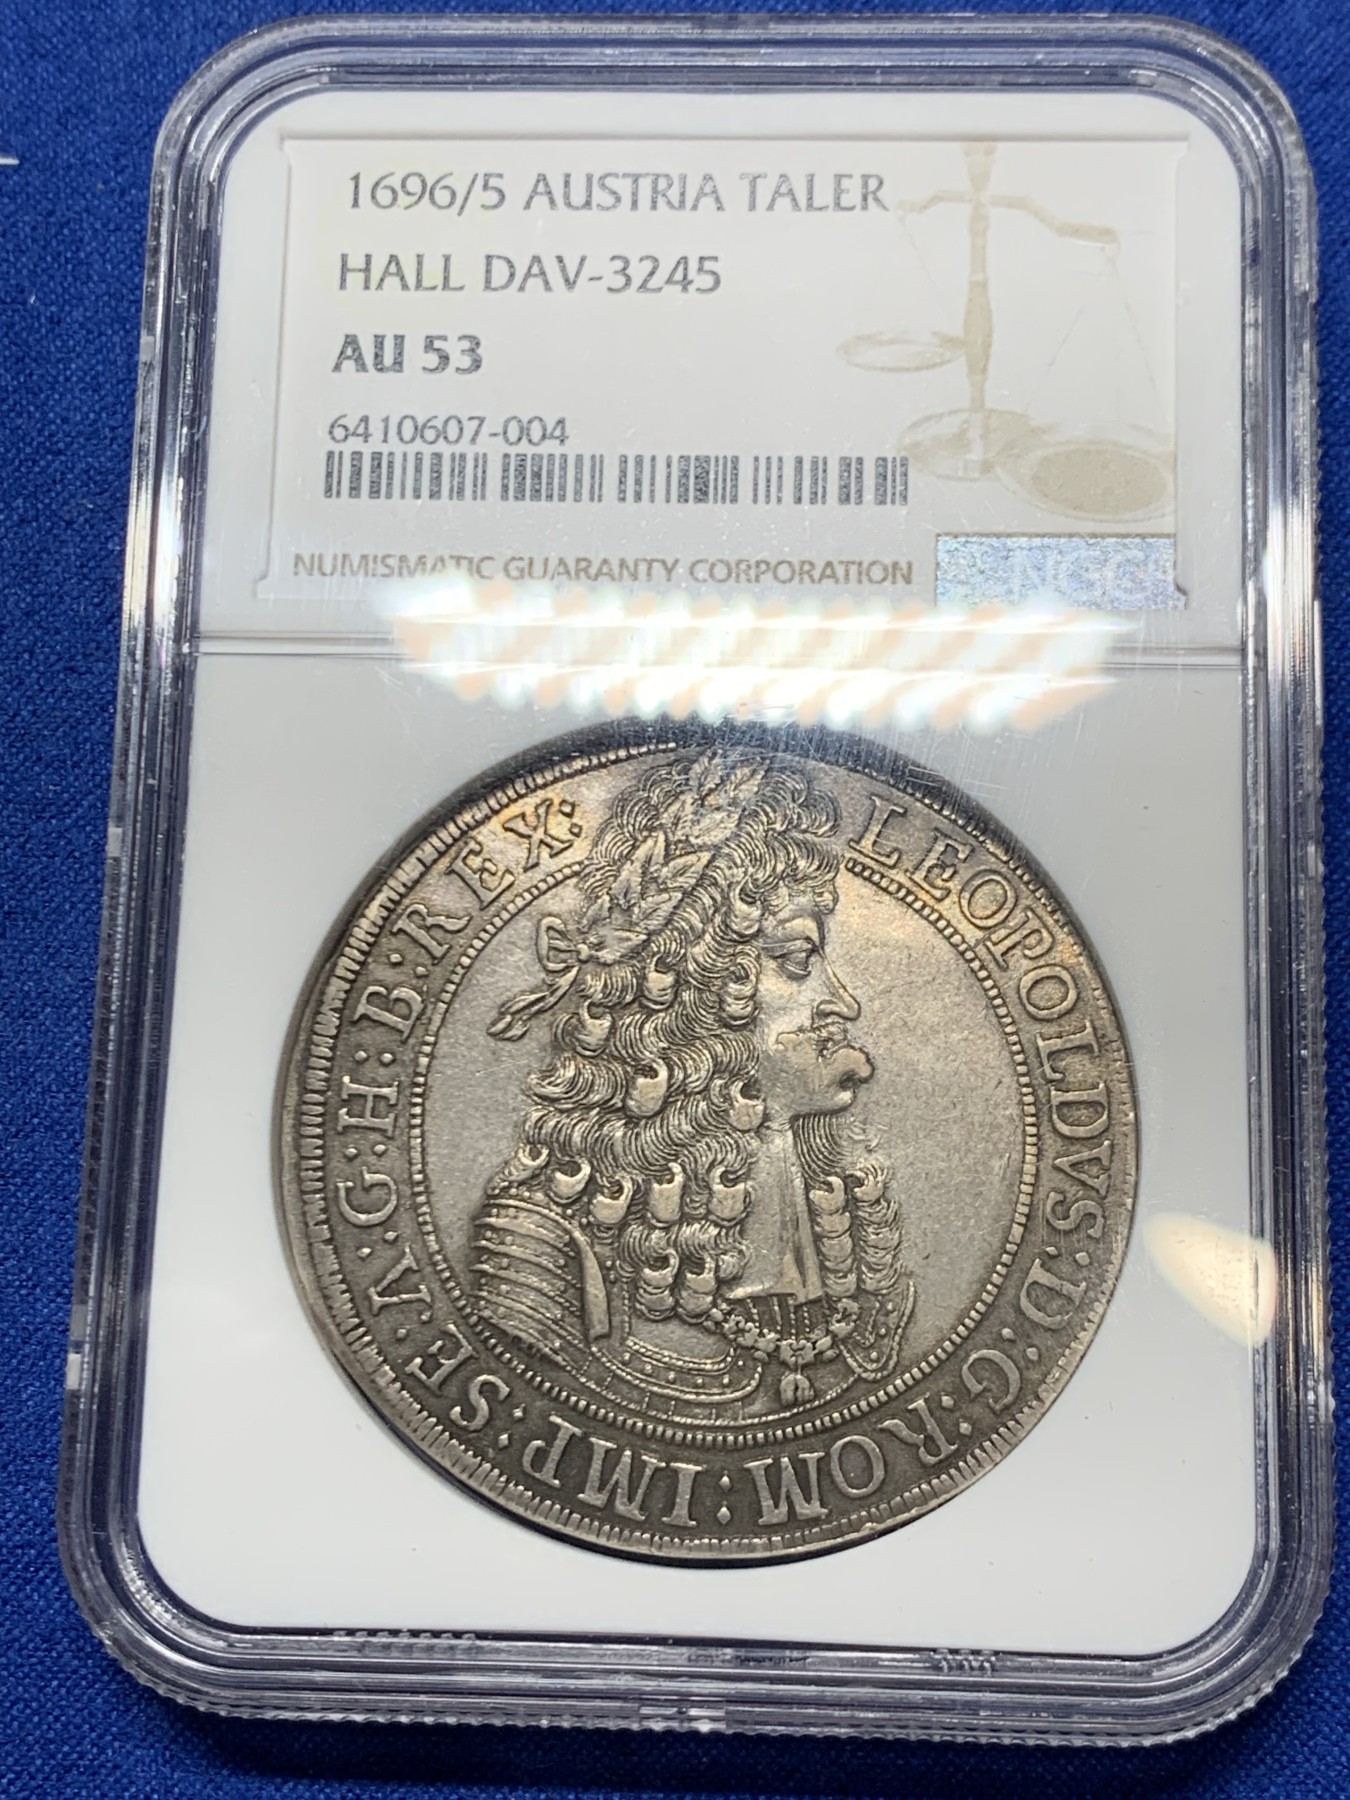 1696/5 AUSTRIA TALER
HALL DAV-3245
AU 53
6410607-004
NUMISMATIC GUARANTY CORPORATION
NGC
LEOPOLDVS:D:G:ROM:IMP:SE:A:G:H:B:REX: